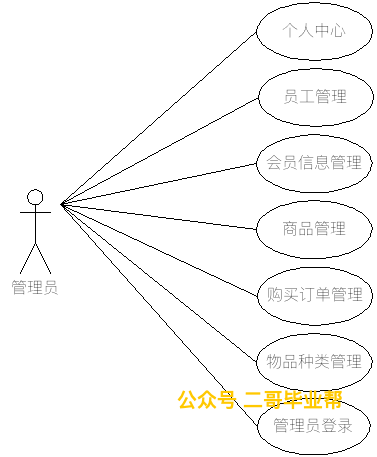 个人中心
员工管理
会员信息管理
商品管理
管理员
购买订单管理
物品种类管理
公众号 二哥毕业帮
管理员登录